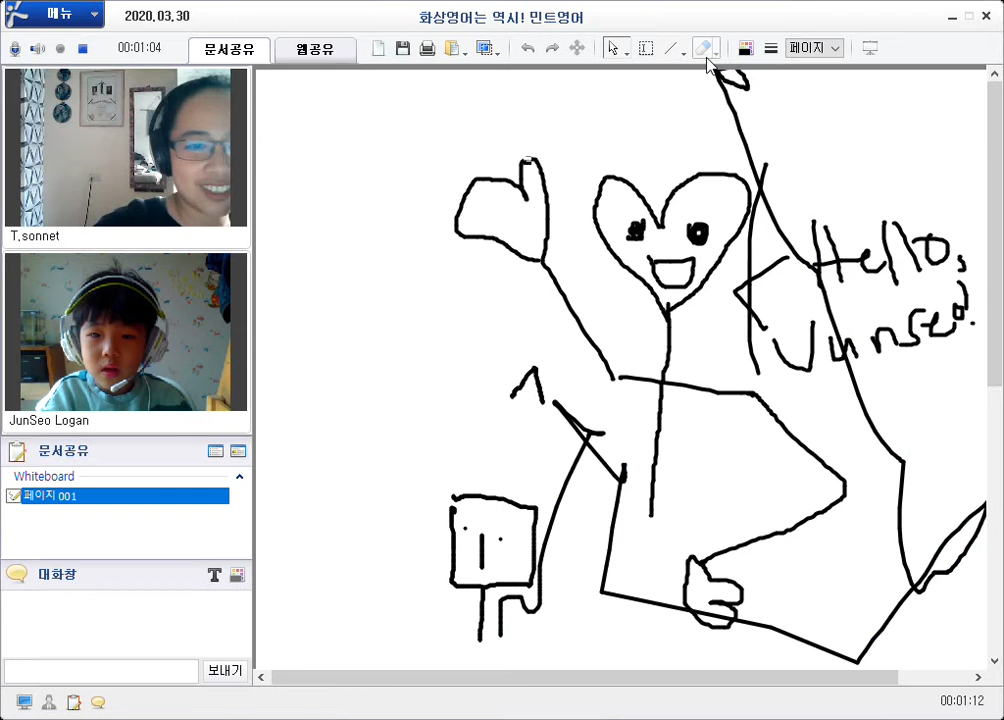 메뉴
2020.03.30
화상영어는 역시! 민트영어
00:01:04
문서공유
웹공유
페이지
T.sonnet
JunSeo Logan
문서공유
Whiteboard
페이지 001
대화창
보내기
Hello,
Junseo!
00:01:12